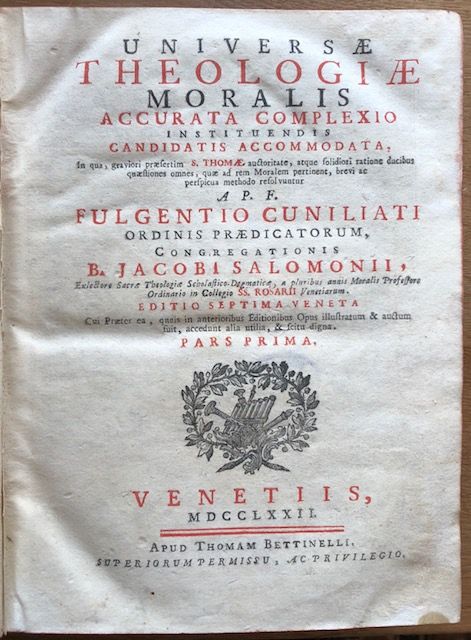 UNIVERSÆ
THEOLOGIÆ
MORALIS
ACCURATA COMPLEXIO
INSTITUENDIS
CANDIDATIS ACCOMMODATA,
In qua, graviori præsertim S. THOMÆ auctoritate, atque solidiori ratione ducibus
quæstiones omnes, quæ ad rem Moralem pertinent, brevi ac
perspicua methodo resolvuntur
A P. F.
FULGENTIO CUNILIATI
ORDINIS PRÆDICATORUM,
CONGREGATIONIS
B. JACOBI SALOMONII,
Exlectore Sacræ Theologiæ Scholastico-Dogmaticæ, a pluribus annis Moralis Professore
Ordinario in Collegio SS. ROSARII Venetiarum.
EDITIO SEPTIMA VENETA
Cui Præter ea, queis in anterioribus Editionibus Opus illustratum & auctum
fuit, accedunt alia utilia, & scitu digna.
PARS PRIMA.
VENETIIS,
MDCCLXXII.
APUD THOMAM BETTINELLI.
SUPERIORUM PERMISSU, AC PRIVILEGIO.